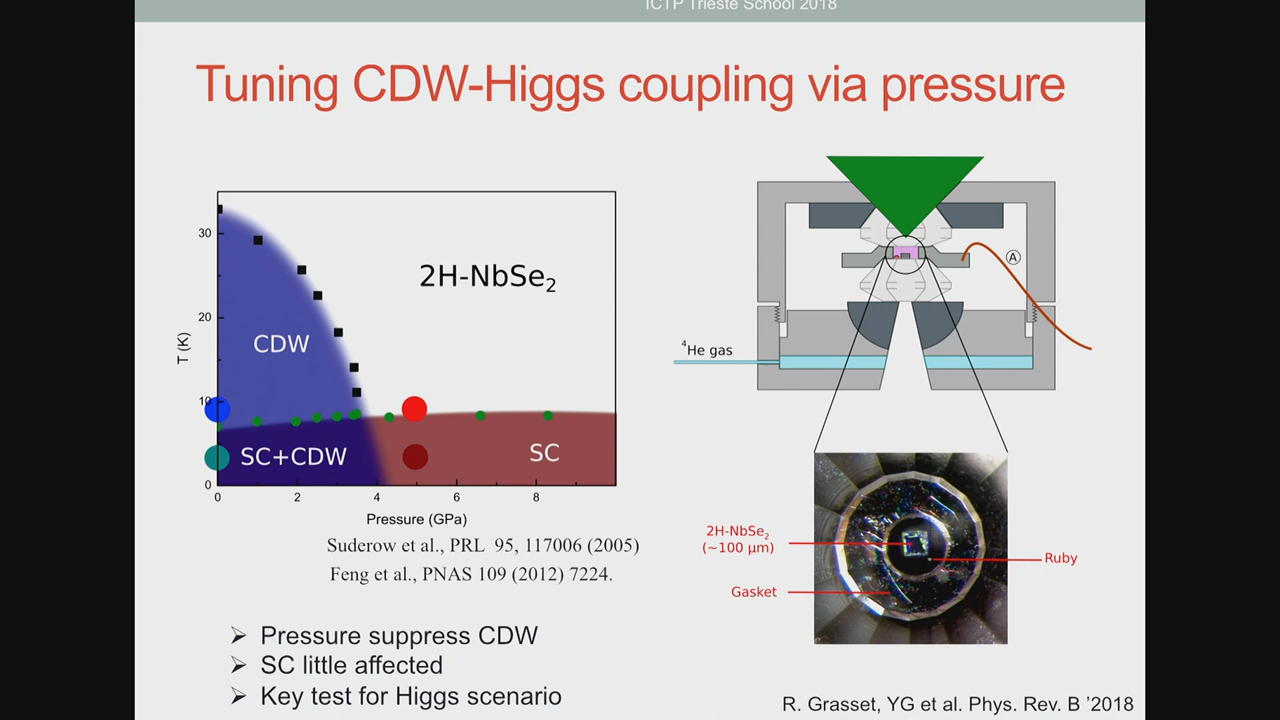 ICTP Trieste School 2018
Tuning CDW-Higgs coupling via pressure
30
20
10
0
T (K)
2H-NbSe2
CDW
SC+CDW
SC
0
2
4
6
8
Pressure (GPa)
Suderow et al., PRL 95, 117006 (2005)
Feng et al., PNAS 109 (2012) 7224.
A
4He gas
2H-NbSe2
(~100 μm)
Ruby
Gasket
➢ Pressure suppress CDW
➢ SC little affected
➢ Key test for Higgs scenario
R. Grasset, YG et al. Phys. Rev. B ’2018